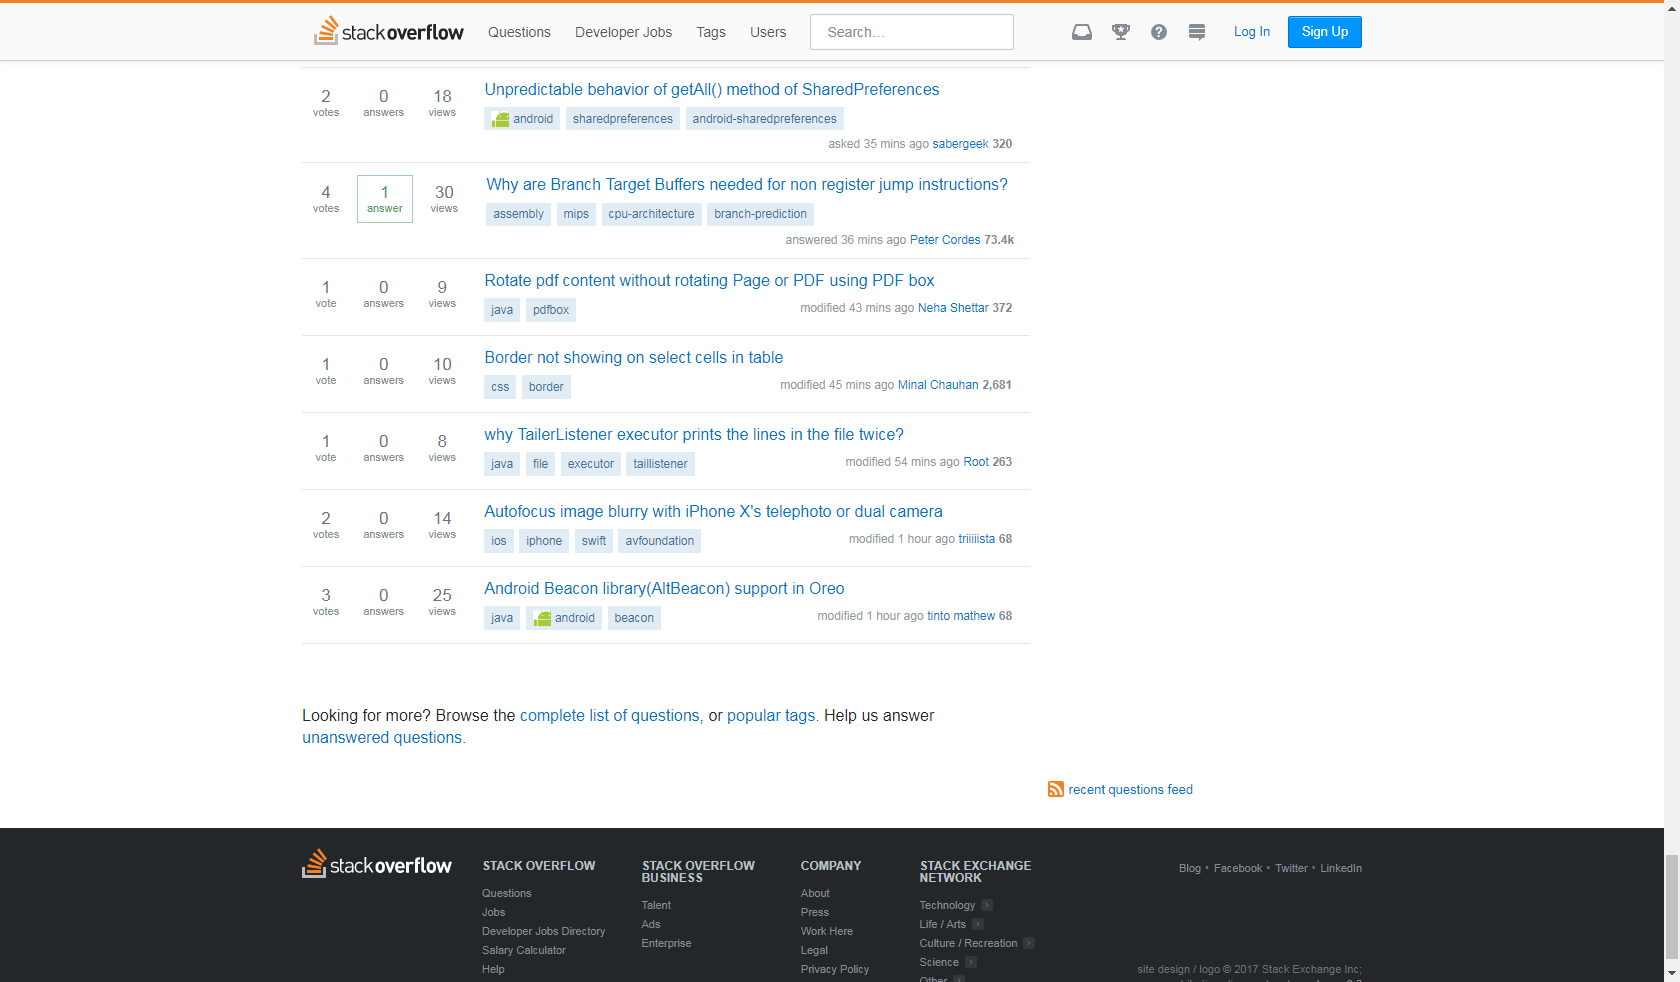 stackoverflow Questions Developer Jobs Tags Users Search... Log In Sign Up
Unpredictable behavior of getAll() method of SharedPreferences
2 votes 0 answers 18 views
android sharedpreferences android-sharedpreferences
asked 35 mins ago sabergeek 320
Why are Branch Target Buffers needed for non register jump instructions?
4 votes 1 answer 30 views
assembly mips cpu-architecture branch-prediction
answered 36 mins ago Peter Cordes 73.4k
Rotate pdf content without rotating Page or PDF using PDF box
1 vote 0 answers 9 views
java pdfbox modified 43 mins ago Neha Shettar 372
Border not showing on select cells in table
1 vote 0 answers 10 views
css border modified 45 mins ago Minal Chauhan 2,681
why TailerListener executor prints the lines in the file twice?
1 vote 0 answers 8 views
java file executor taillistener modified 54 mins ago Root 263
Autofocus image blurry with iPhone X's telephoto or dual camera
2 votes 0 answers 14 views
ios iphone swift avfoundation modified 1 hour ago triiiiista 68
Android Beacon library(AltBeacon) support in Oreo
3 votes 0 answers 25 views
java android beacon modified 1 hour ago tinto mathew 68
Looking for more? Browse the complete list of questions, or popular tags. Help us answer
unanswered questions.
recent questions feed
stackoverflow
STACK OVERFLOW
Questions
Jobs
Developer Jobs Directory
Salary Calculator
Help
STACK OVERFLOW
BUSINESS
Talent
Ads
Enterprise
COMPANY
About
Press
Work Here
Legal
Privacy Policy
STACK EXCHANGE
NETWORK
Technology
Life / Arts
Culture / Recreation
Science
Other
Blog • Facebook • Twitter • LinkedIn
site design / logo © 2017 Stack Exchange Inc;